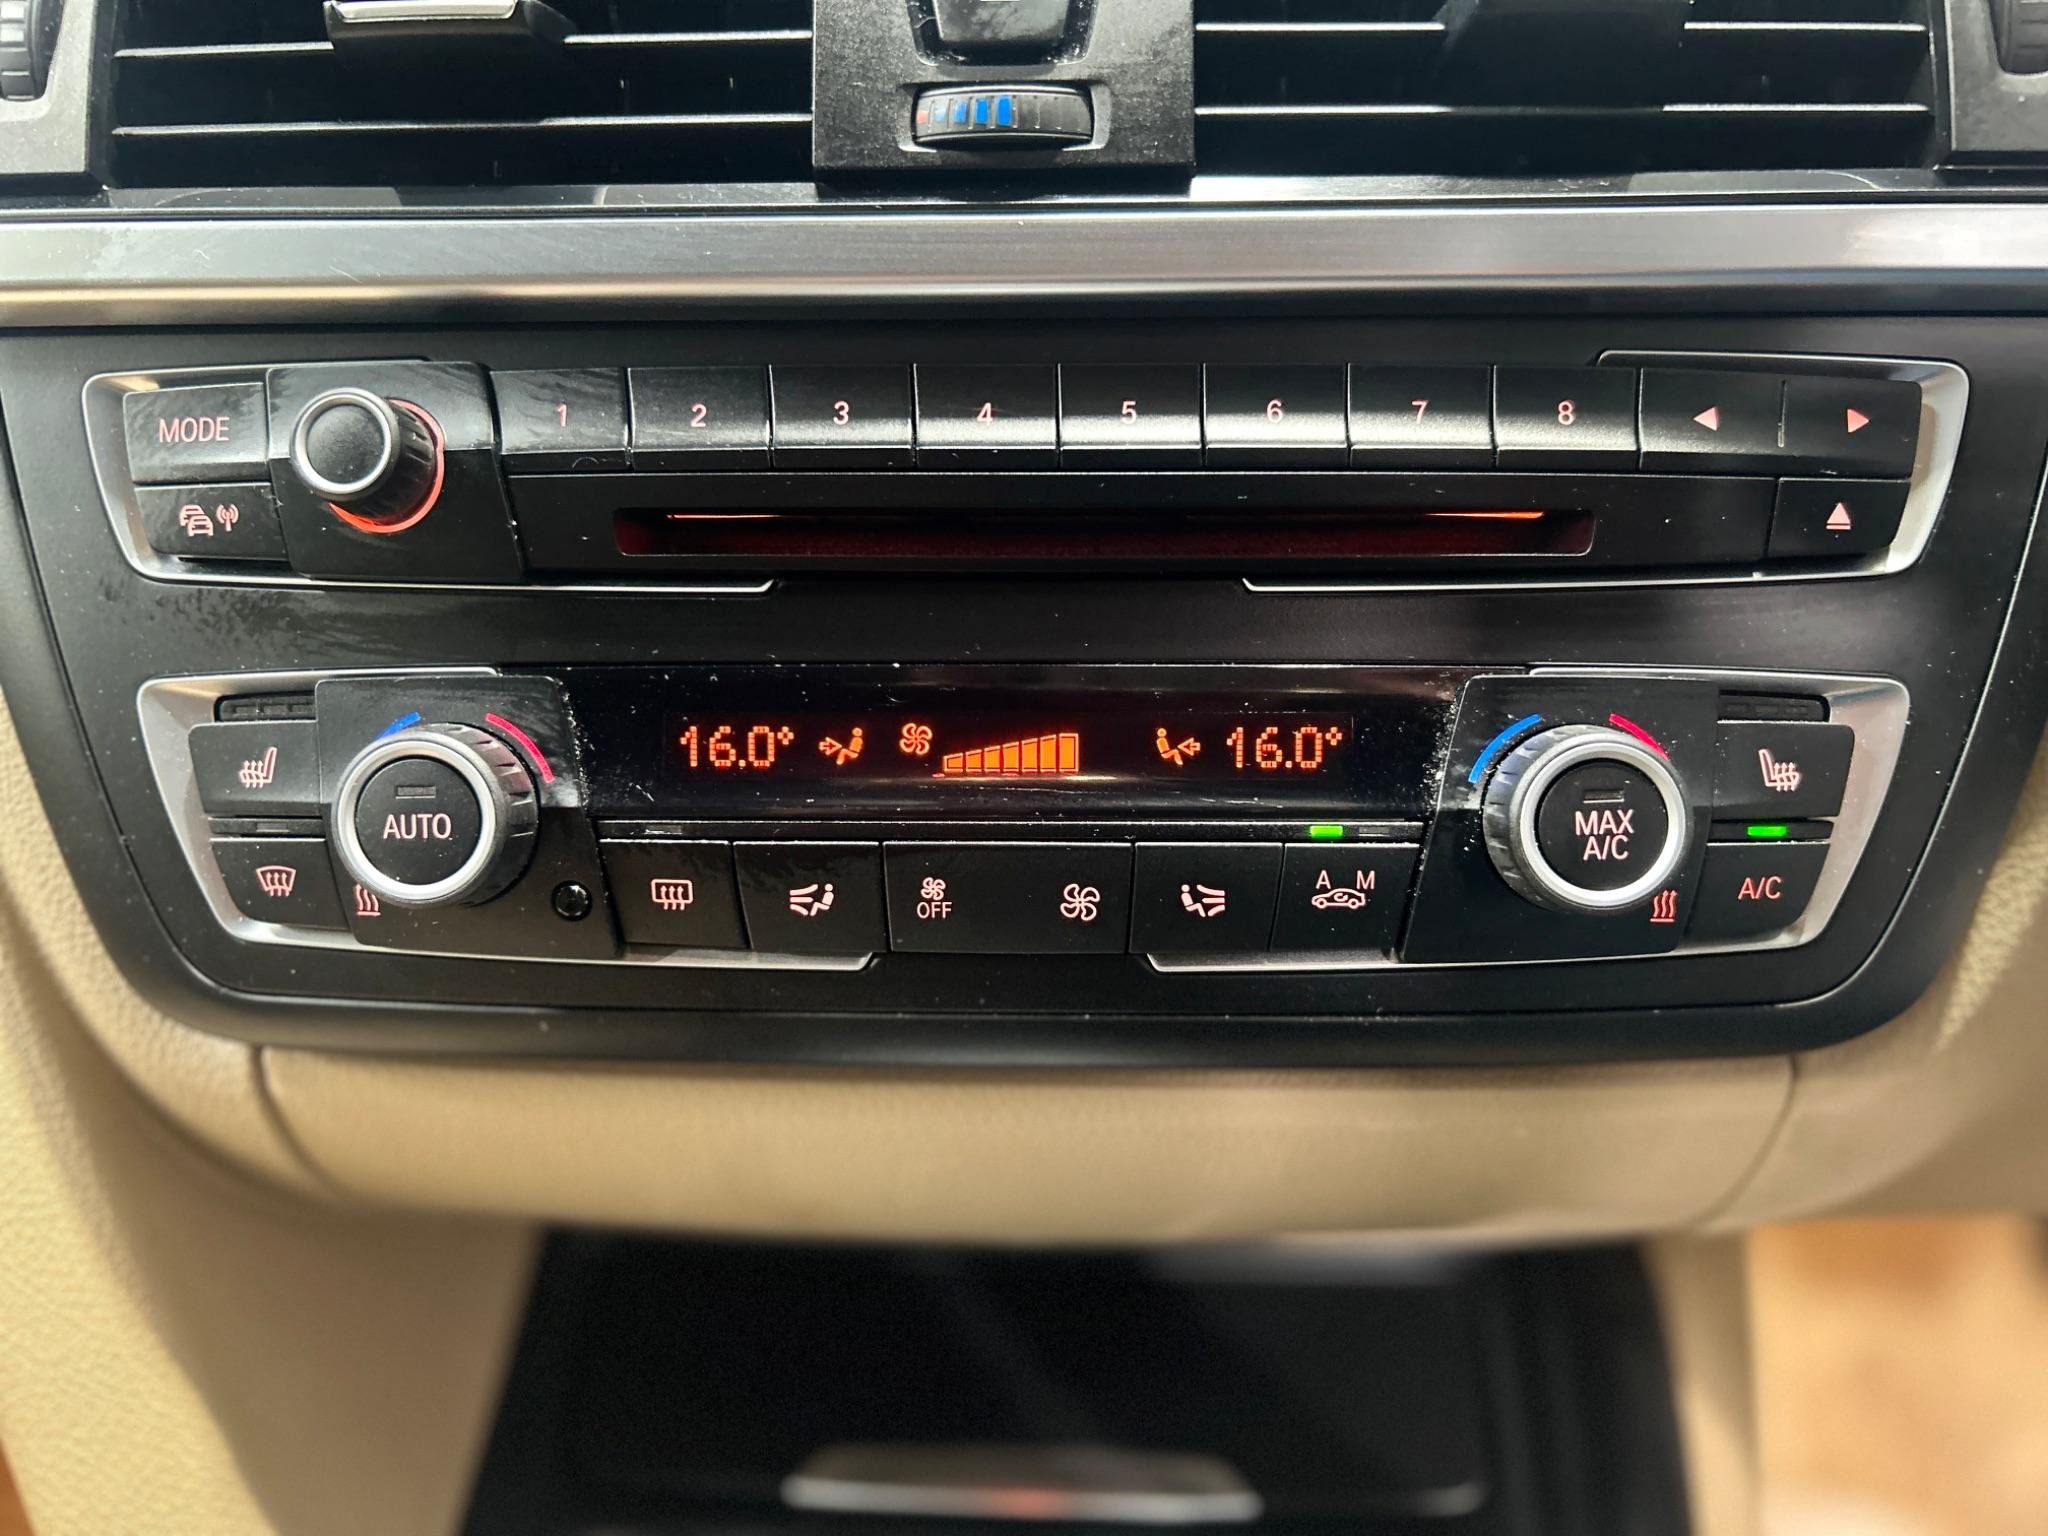 MODE
1 2 3 4 5 6 7 8
16.0° 16.0°
AUTO
MAX
A/C
OFF
A M
A/C